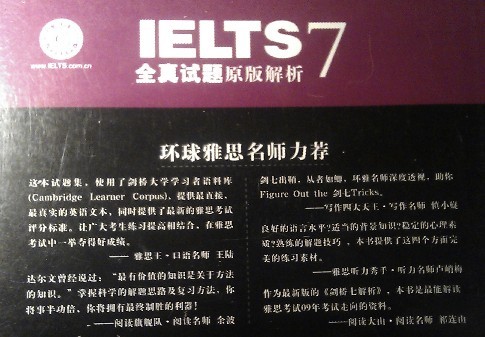 www.IELTS.com.cn
IELTS 7
全真试题原版解析
环球雅思名师力荐
这本试题集，使用了剑桥大学学习者语料库
(Cambridge Learner Corpus)，提供最直接、
最真实的英语文本，同时提供了最新的雅思考试
评分标准。让广大考生练习提高相结合，在雅思
考试中一举夺得好成绩。
——雅思王·口语名师 王陆
达尔文曾经说过：“最有价值的知识是关于方法
的知识。”掌握科学的解题思路及复习方法，你
将事半功倍、你将拥有最终制胜的利器！
——阅读旗舰队·阅读名师 余波
剑七出鞘，从者如缌，环雅名师深度透视，助你
Figure Out the 剑七Tricks。
——写作四大天王·写作名师 慎小嶷
良好的语言水平?适当的背景知识?稳定的心理素
质?熟练的解题技巧，本书提供了这四个方面完
美的练习素材。
——雅思听力秀手·听力名师卢峭梅
作为最新版的《剑桥七解析》，本书是最能解读
雅思考试09年考试走向的资料。
——阅读大山·阅读名师 祁连山